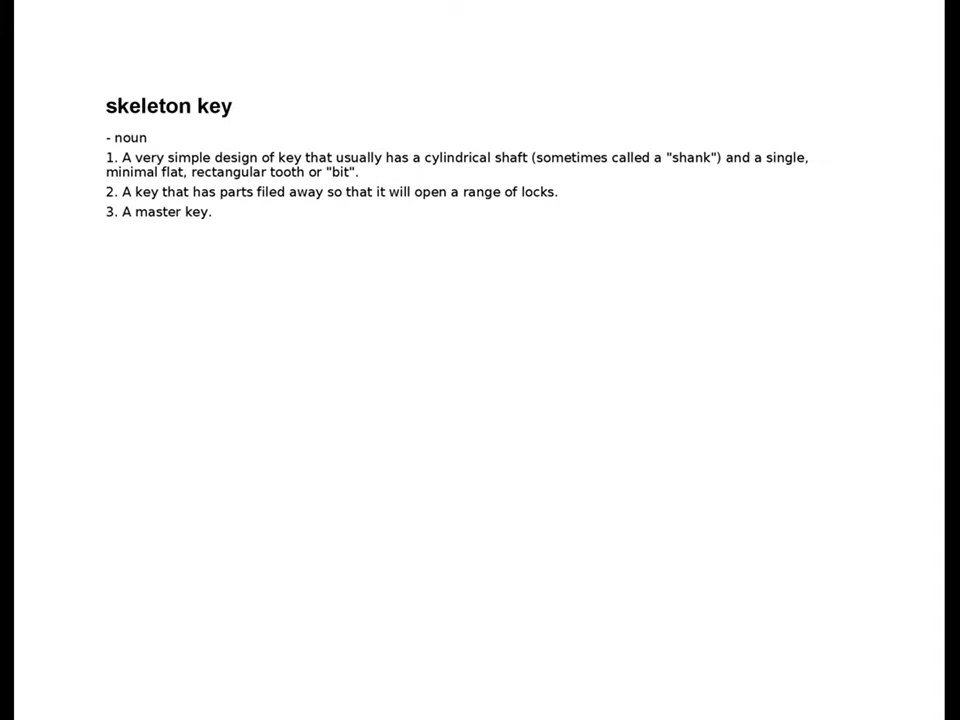 skeleton key
- noun
1. A very simple design of key that usually has a cylindrical shaft (sometimes called a "shank") and a single,
minimal flat, rectangular tooth or "bit".
2. A key that has parts filed away so that it will open a range of locks.
3. A master key.